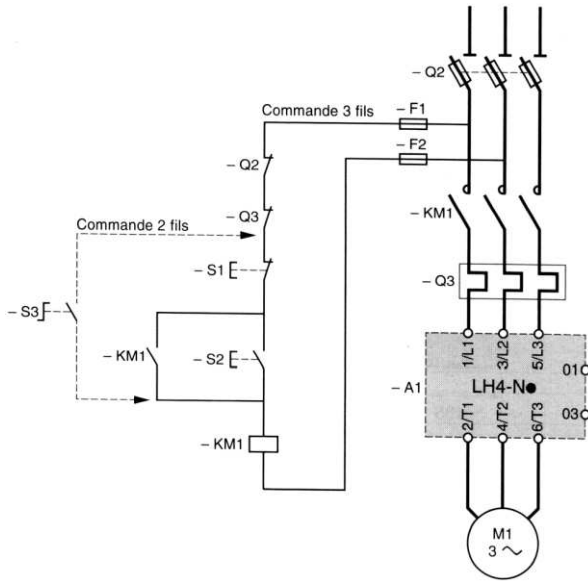 – Q2
– F1
Commande 3 fils
– F2
– Q2
– Q3
– KM1
Commande 2 fils
– S1
– Q3
– S3
– KM1
– S2
1/L1
3/L2
5/L3
01
– A1
LH4-N●
2/T1
4/T2
6/T3
03
– KM1
M1
3 ~